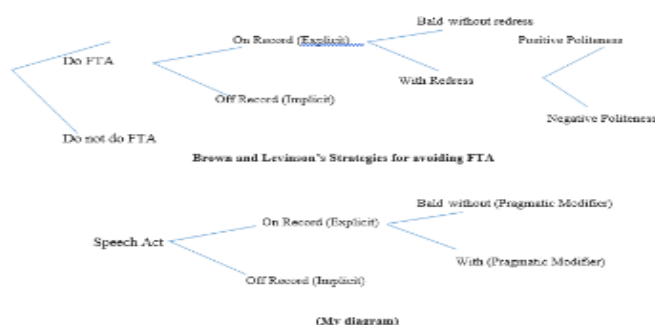 Bald without redress
On Record (Explicit)
Positive Politeness
Do FTA
With Redress
Off Record (Implicit)
Negative Politeness
Do not do FTA
Brown and Levinson's Strategies for avoiding FTA
Bald without (Pragmatic Modifier)
On Record (Explicit)
Speech Act
With (Pragmatic Modifier)
Off Record (Implicit)
(My diagram)